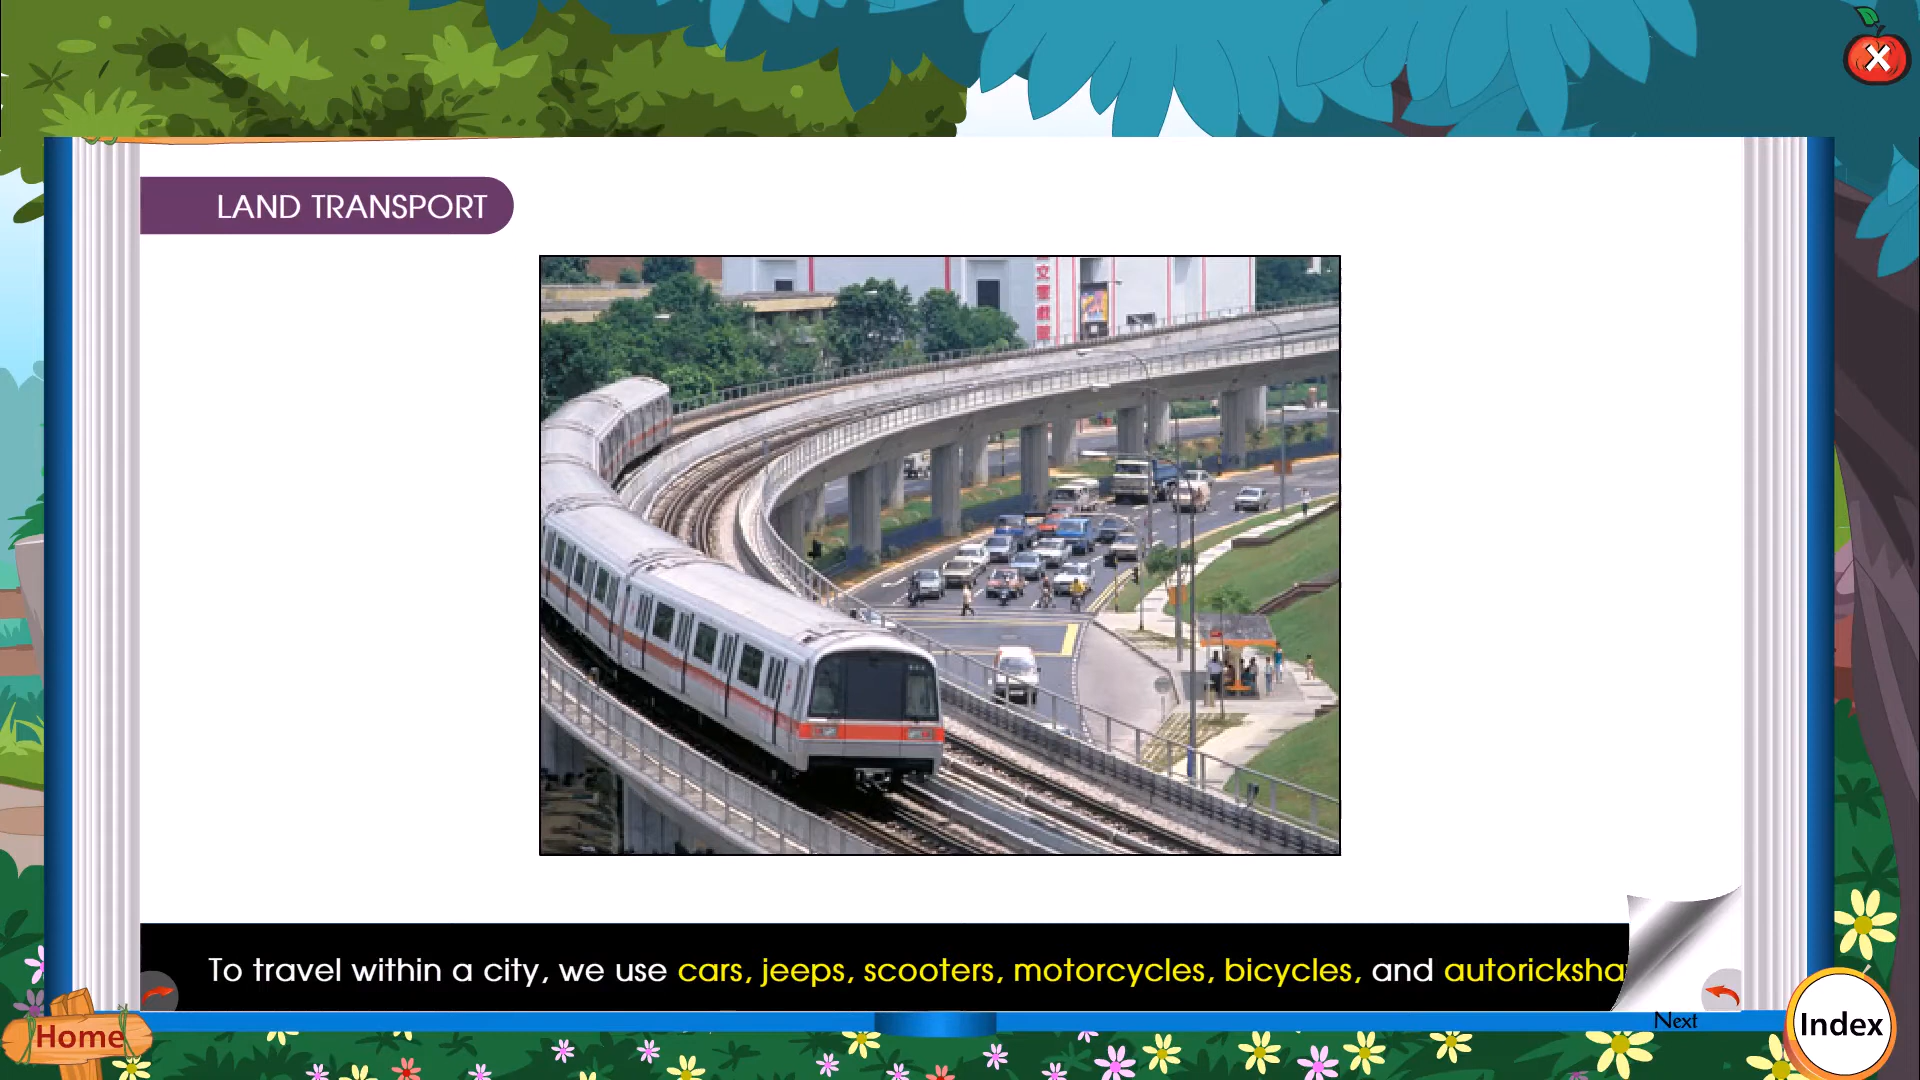 LAND TRANSPORT
To travel within a city, we use cars, jeeps, scooters, motorcycles, bicycles, and autoricksha
Next
Home
Index